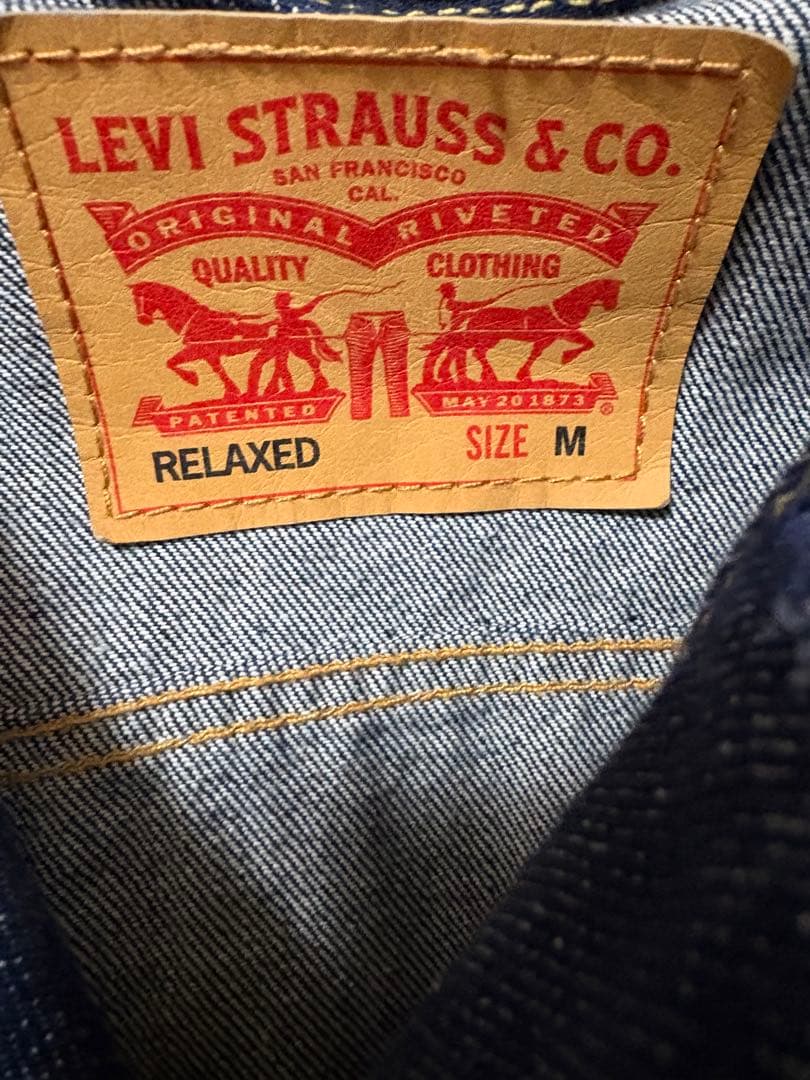 LEVI STRAUSS & CO.
SAN FRANCISCO
CAL.
ORIGINAL RIVETED
QUALITY CLOTHING
PATENTED MAY 20 1873 ®
RELAXED SIZE M